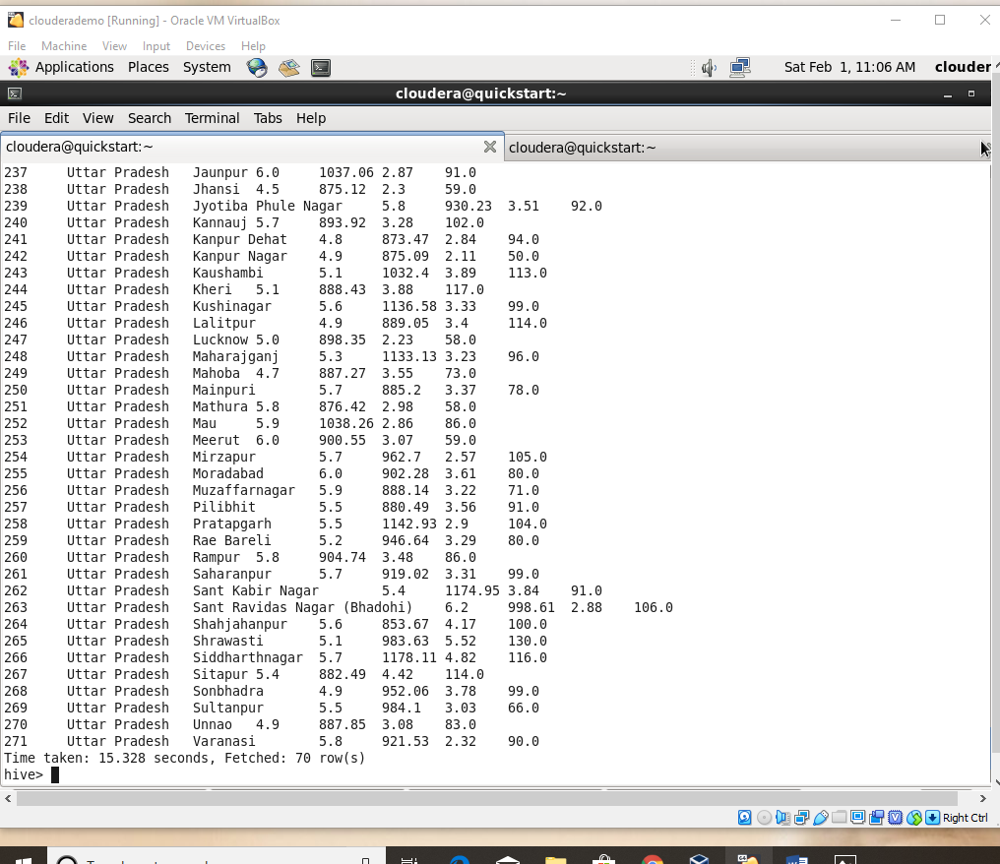 clouderademo [Running] - Oracle VM VirtualBox
File Machine View Input Devices Help
Applications Places System Sat Feb 1, 11:06 AM clouder
cloudera@quickstart:~
File Edit View Search Terminal Tabs Help
cloudera@quickstart:~ cloudera@quickstart:~
237 Uttar Pradesh Jaunpur 6.0 1037.06 2.87 91.0
238 Uttar Pradesh Jhansi 4.5 875.12 2.3 59.0
239 Uttar Pradesh Jyotiba Phule Nagar 5.8 930.23 3.51 92.0
240 Uttar Pradesh Kannauj 5.7 893.92 3.28 102.0
241 Uttar Pradesh Kanpur Dehat 4.8 873.47 2.84 94.0
242 Uttar Pradesh Kanpur Nagar 4.9 875.09 2.11 50.0
243 Uttar Pradesh Kaushambi 5.1 1032.4 3.89 113.0
244 Uttar Pradesh Kheri 5.1 888.43 3.88 117.0
245 Uttar Pradesh Kushinagar 5.6 1136.58 3.33 99.0
246 Uttar Pradesh Lalitpur 4.9 889.05 3.4 114.0
247 Uttar Pradesh Lucknow 5.0 898.35 2.23 58.0
248 Uttar Pradesh Maharajganj 5.3 1133.13 3.23 96.0
249 Uttar Pradesh Mahoba 4.7 887.27 3.55 73.0
250 Uttar Pradesh Mainpuri 5.7 885.2 3.37 78.0
251 Uttar Pradesh Mathura 5.8 876.42 2.98 58.0
252 Uttar Pradesh Mau 5.9 1038.26 2.86 86.0
253 Uttar Pradesh Meerut 6.0 900.55 3.07 59.0
254 Uttar Pradesh Mirzapur 5.7 962.7 2.57 105.0
255 Uttar Pradesh Moradabad 6.0 902.28 3.61 80.0
256 Uttar Pradesh Muzaffarnagar 5.9 888.14 3.22 71.0
257 Uttar Pradesh Pilibhit 5.5 880.49 3.56 91.0
258 Uttar Pradesh Pratapgarh 5.5 1142.93 2.9 104.0
259 Uttar Pradesh Rae Bareli 5.2 946.64 3.29 80.0
260 Uttar Pradesh Rampur 5.8 904.74 3.48 86.0
261 Uttar Pradesh Saharanpur 5.7 919.02 3.31 99.0
262 Uttar Pradesh Sant Kabir Nagar 5.4 1174.95 3.84 91.0
263 Uttar Pradesh Sant Ravidas Nagar (Bhadohi) 6.2 998.61 2.88 106.0
264 Uttar Pradesh Shahjahanpur 5.6 853.67 4.17 100.0
265 Uttar Pradesh Shrawasti 5.1 983.63 5.52 130.0
266 Uttar Pradesh Siddharthnagar 5.7 1178.11 4.82 116.0
267 Uttar Pradesh Sitapur 5.4 882.49 4.42 114.0
268 Uttar Pradesh Sonbhadra 4.9 952.06 3.78 99.0
269 Uttar Pradesh Sultanpur 5.5 984.1 3.03 66.0
270 Uttar Pradesh Unnao 4.9 887.85 3.08 83.0
271 Uttar Pradesh Varanasi 5.8 921.53 2.32 90.0
Time taken: 15.328 seconds, Fetched: 70 row(s)
hive>
Right Ctrl